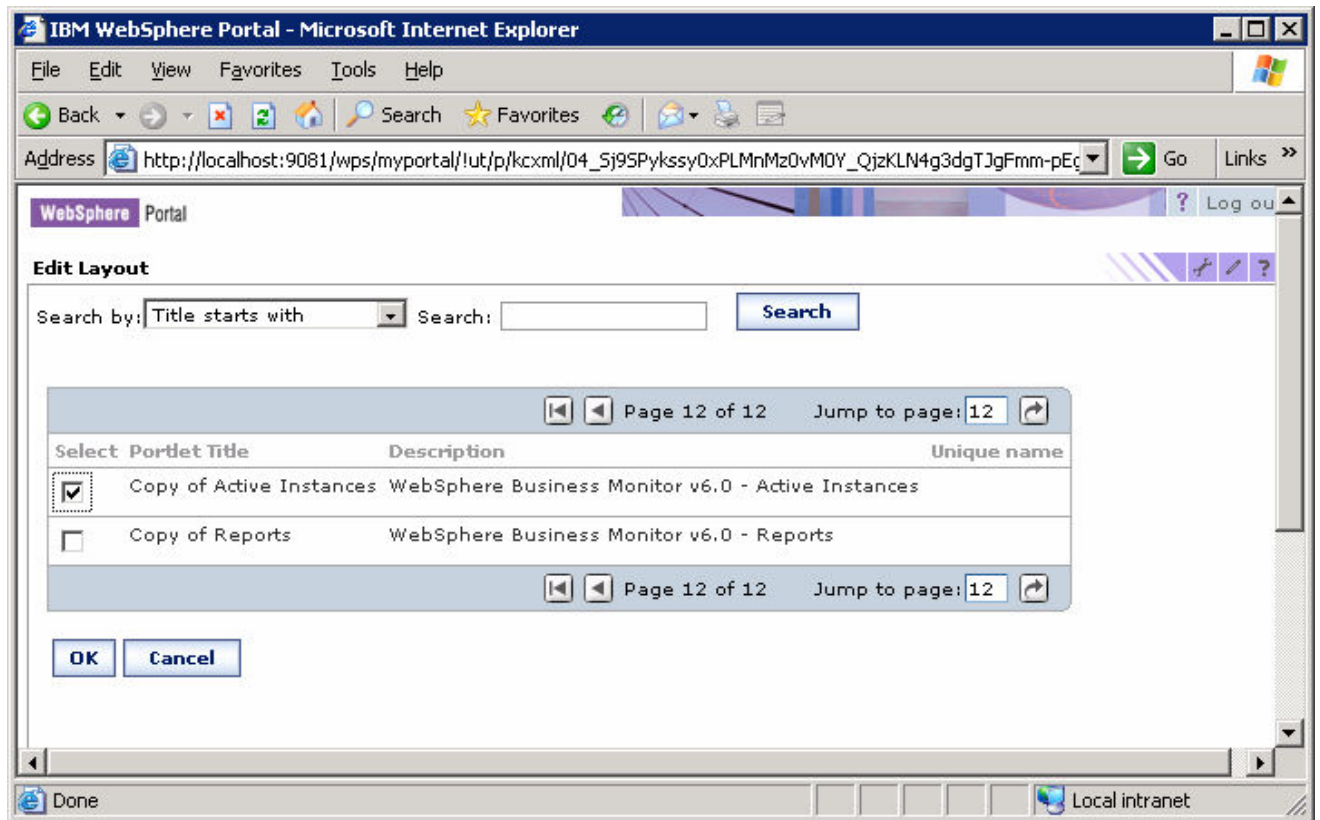 IBM WebSphere Portal - Microsoft Internet Explorer
File Edit View Favorites Tools Help
Back Search Favorites
Address http://localhost:9081/wps/myportal/!ut/p/kcxml/04_Sj9SPykssy0xPLMnMz0vM0Y_QjzKLN4g3dgTJgFmm-pEc Go Links »
WebSphere Portal ? Log ou
Edit Layout ?
Search by: Title starts with Search: Search
Page 12 of 12 Jump to page: 12
Select Portlet Title Description Unique name
Copy of Active Instances WebSphere Business Monitor v6.0 - Active Instances
Copy of Reports WebSphere Business Monitor v6.0 - Reports
Page 12 of 12 Jump to page: 12
OK Cancel
Done Local intranet